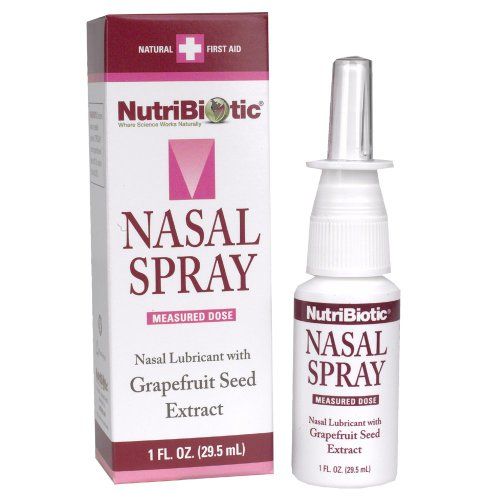 NATURAL FIRST AID
NutriBiotic®
Where Science Works Naturally
NASAL
SPRAY
MEASURED DOSE
Nasal Lubricant with
Grapefruit Seed
Extract
1 FL. OZ. (29.5 mL)
NutriBiotic®
NASAL
SPRAY
MEASURED DOSE
Nasal Lubricant with
Grapefruit Seed
Extract
1 FL. OZ. (29.5 mL)